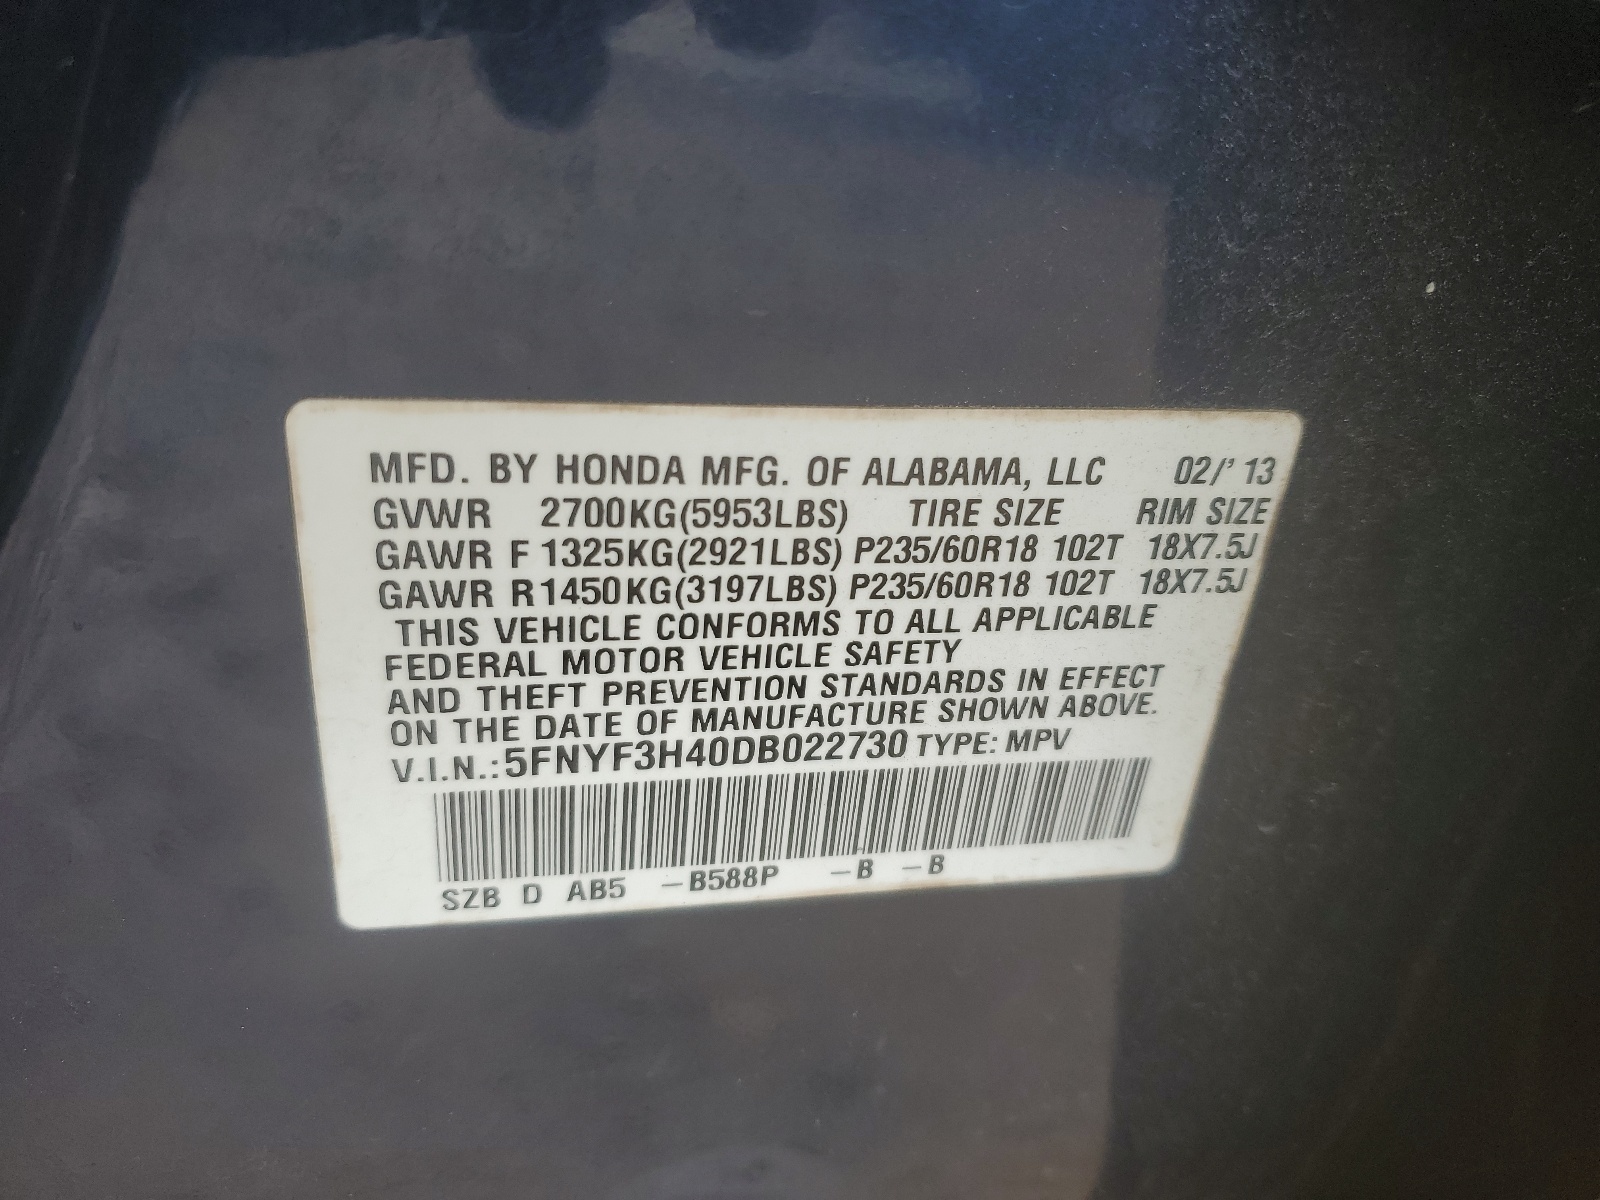 MFD. BY HONDA MFG. OF ALABAMA, LLC 02/' 13
GVWR 2700KG(5953LBS) TIRE SIZE RIM SIZE
GAWR F 1325KG(2921LBS) P235/60R18 102T 18X7.5J
GAWR R 1450KG(3197LBS) P235/60R18 102T 18X7.5J
THIS VEHICLE CONFORMS TO ALL APPLICABLE
FEDERAL MOTOR VEHICLE SAFETY
AND THEFT PREVENTION STANDARDS IN EFFECT
ON THE DATE OF MANUFACTURE SHOWN ABOVE.
V.I.N.: 5FNYF3H40DB022730 TYPE: MPV
SZB D AB5 –B588P –B –B